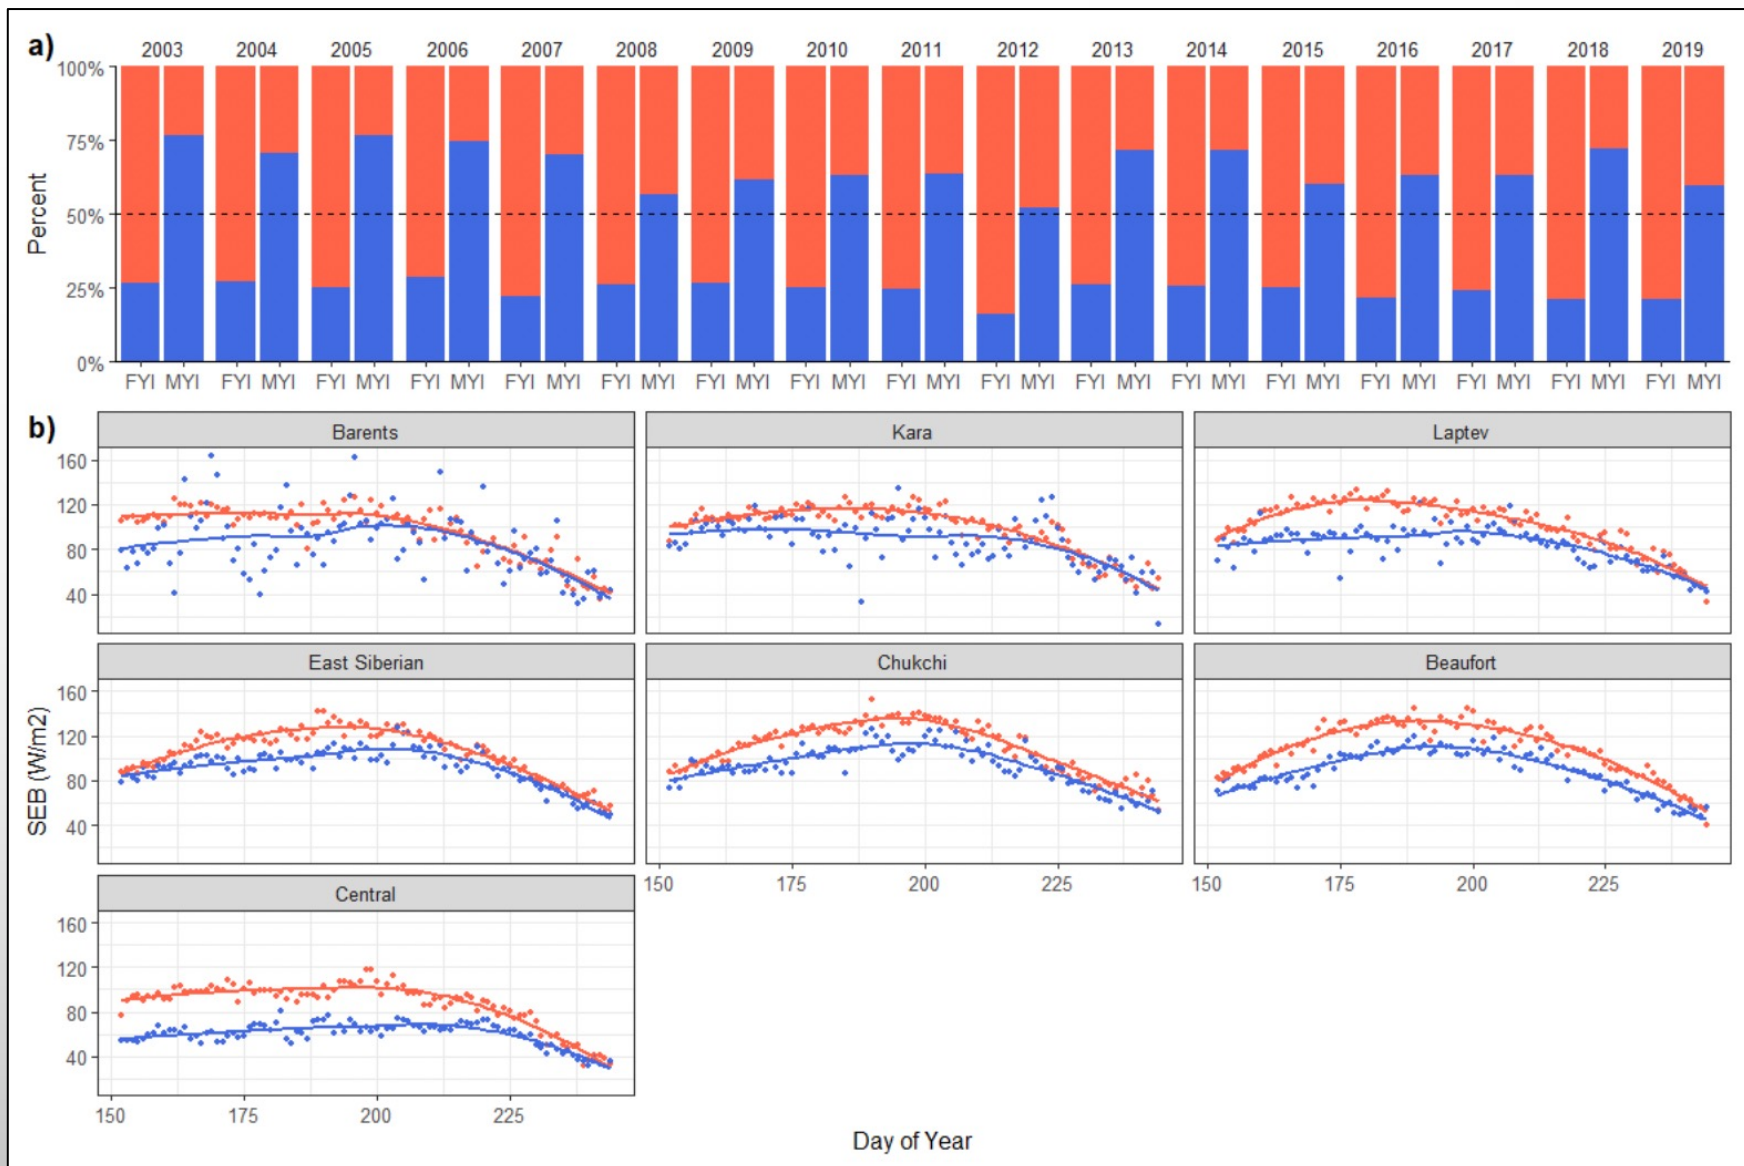 a)
2003 2004 2005 2006 2007 2008 2009 2010 2011 2012 2013 2014 2015 2016 2017 2018 2019
100%
75%
50%
25%
0%
Percent
FYI MYI FYI MYI FYI MYI FYI MYI FYI MYI FYI MYI FYI MYI FYI MYI FYI MYI FYI MYI FYI MYI FYI MYI FYI MYI FYI MYI FYI MYI FYI MYI FYI MYI
b)
Barents Kara Laptev
160
120
80
40
East Siberian Chukchi Beaufort
160
120
80
40
SEB (W/m2)
150 175 200 225 150 175 200 225
Central
160
120
80
40
150 175 200 225
Day of Year